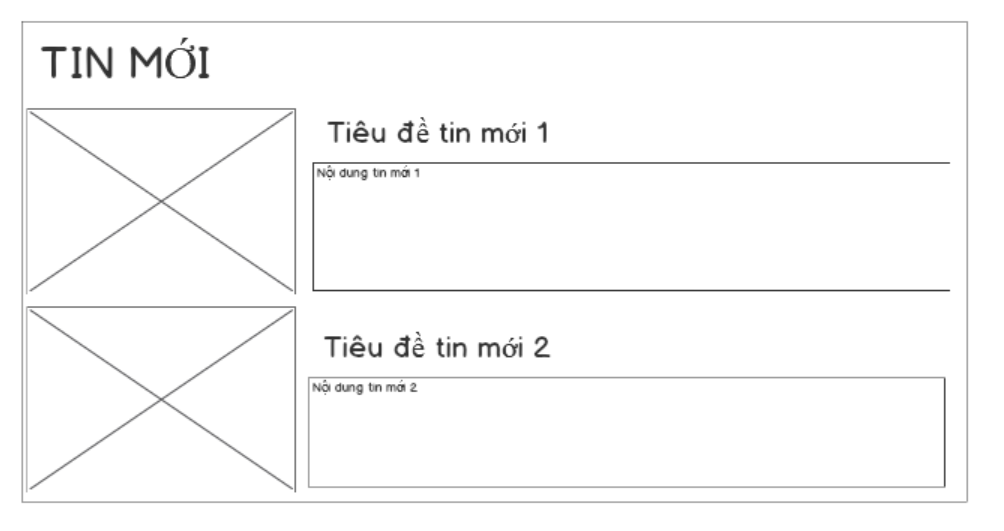 TIN MỚI
Tiêu đề tin mới 1
Nội dung tin mới 1
Tiêu đề tin mới 2
Nội dung tin mới 2